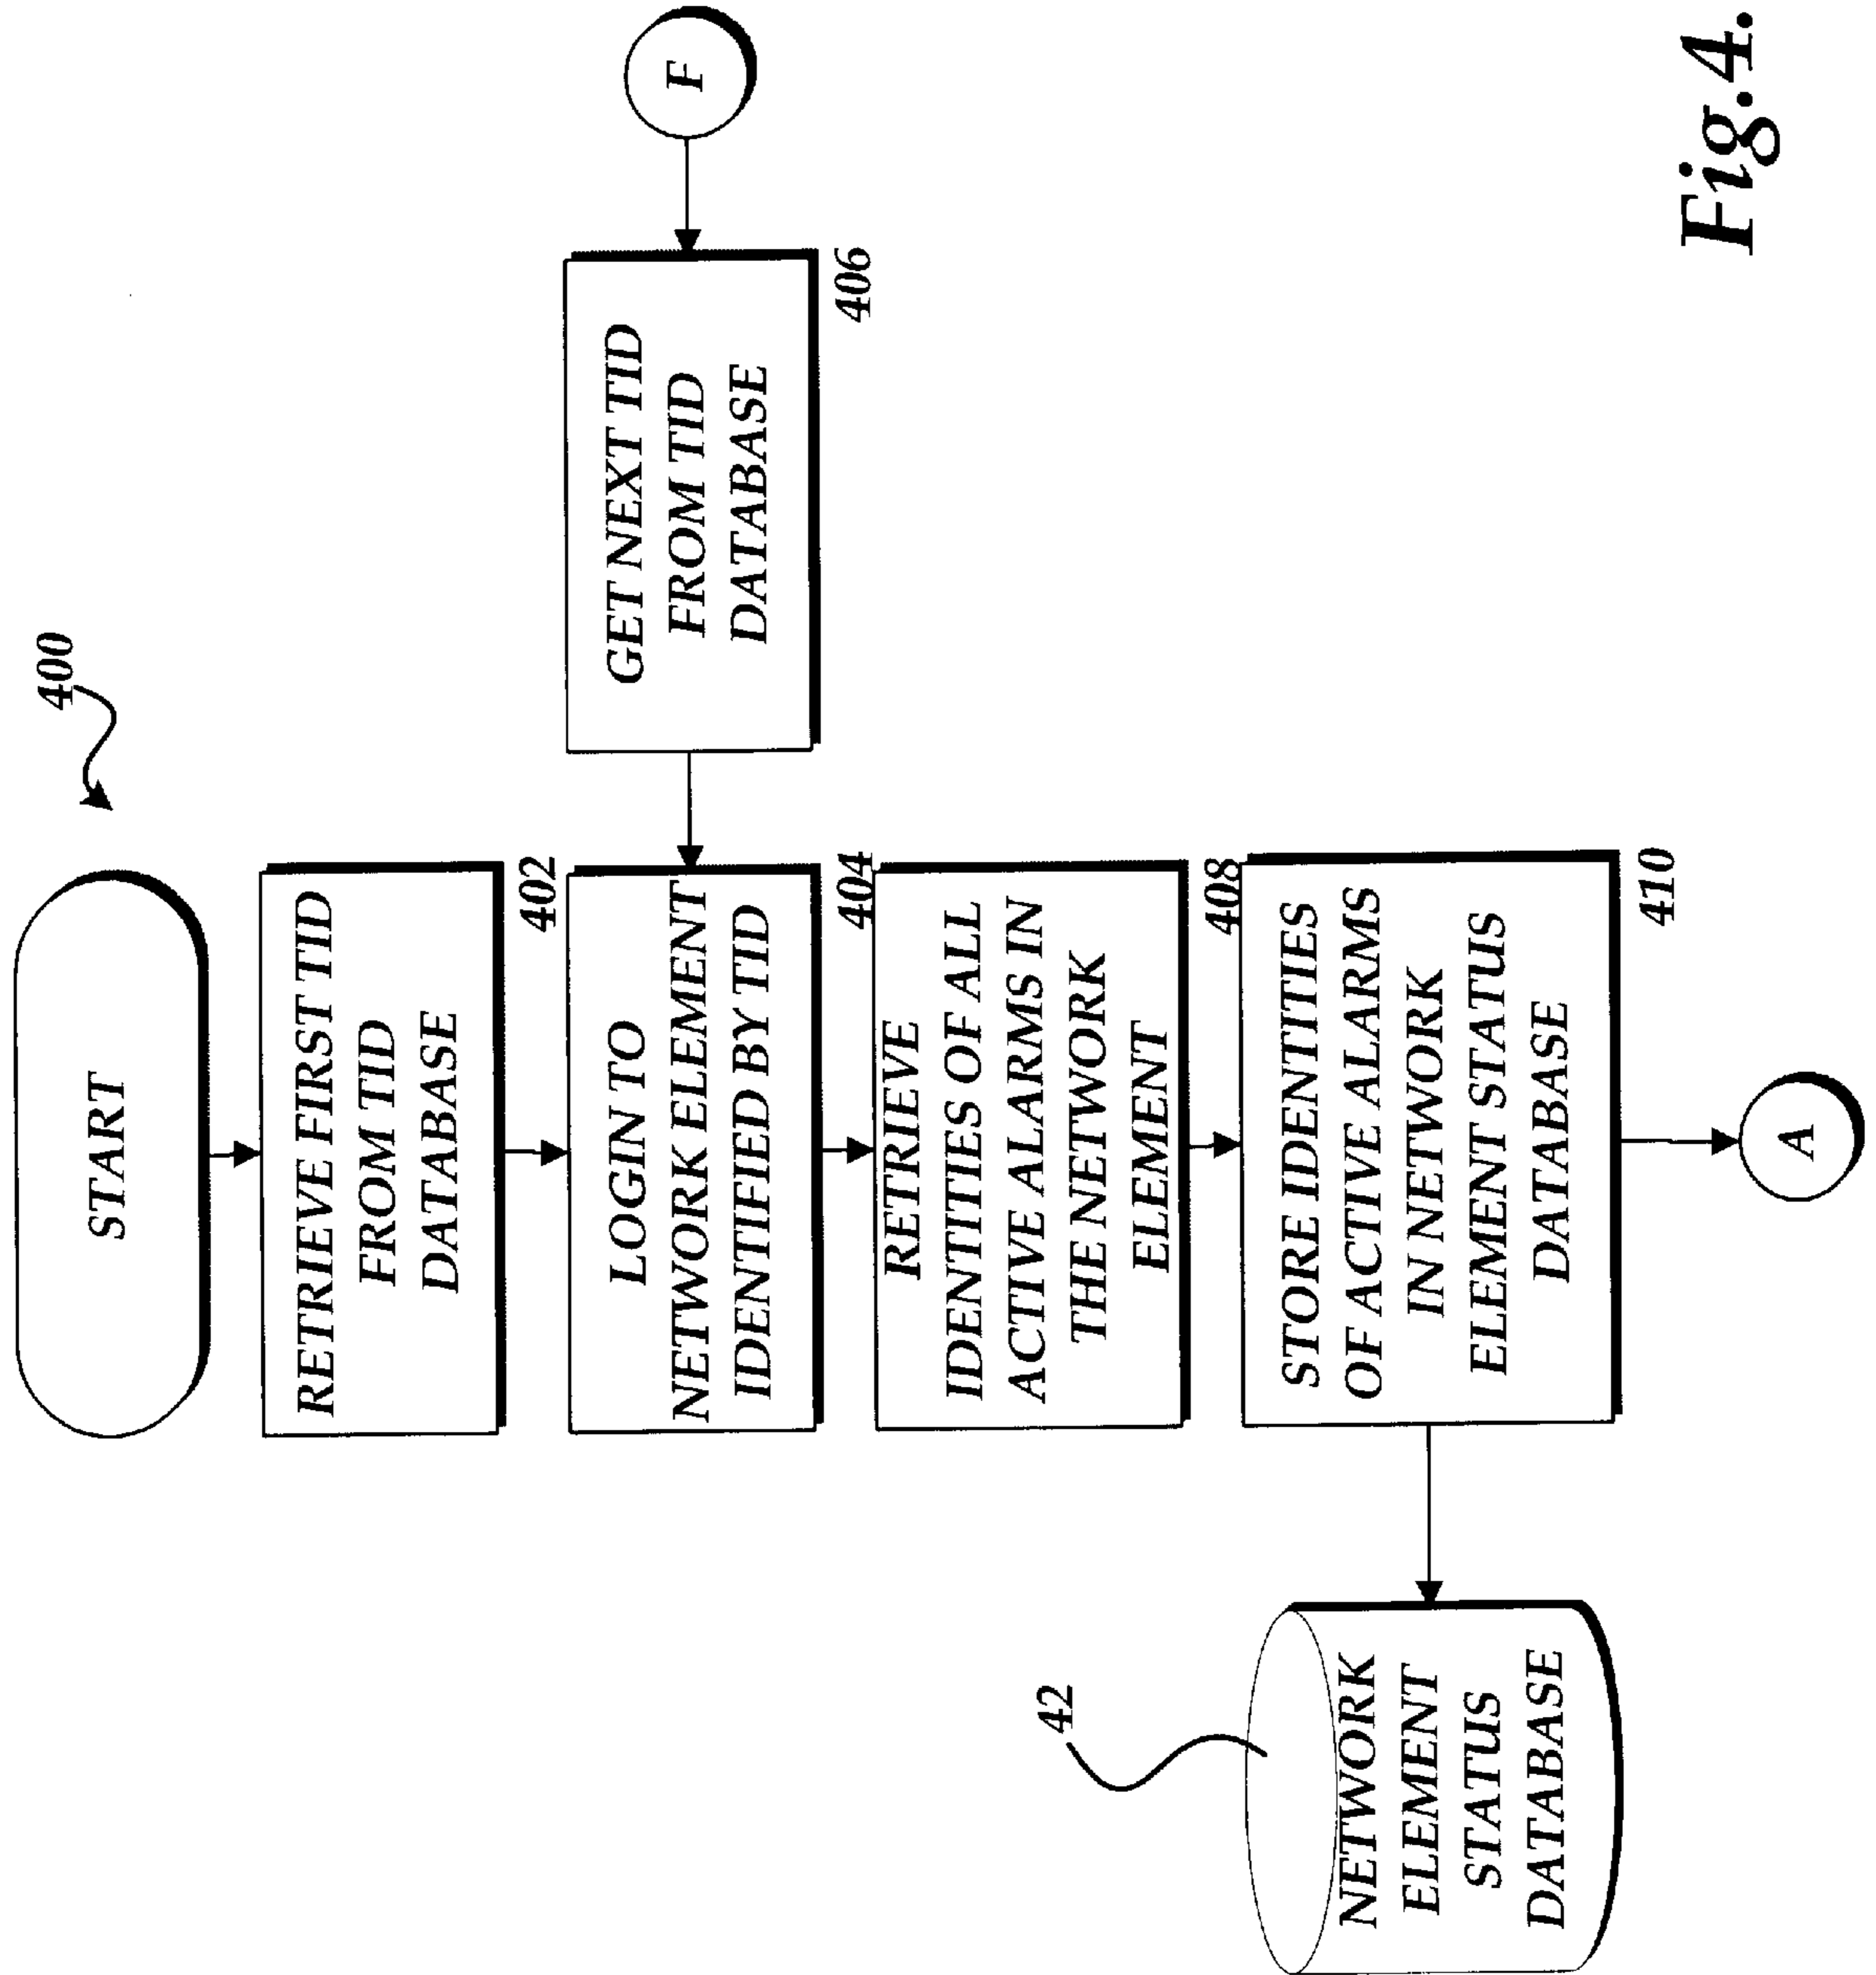 400
START
RETRIEVE FIRST TID
FROM TID
DATABASE
402
LOGIN TO
NETWORK ELEMENT
IDENTIFIED BY TID
404
GET NEXT TID
FROM TID
DATABASE
406
F
RETRIEVE
IDENTITIES OF ALL
ACTIVE ALARMS IN
THE NETWORK
ELEMENT
408
STORE IDENTITIES
OF ACTIVE ALARMS
IN NETWORK
ELEMENT STATUS
DATABASE
410
42
NETWORK
ELEMENT
STATUS
DATABASE
A
Fig.4.